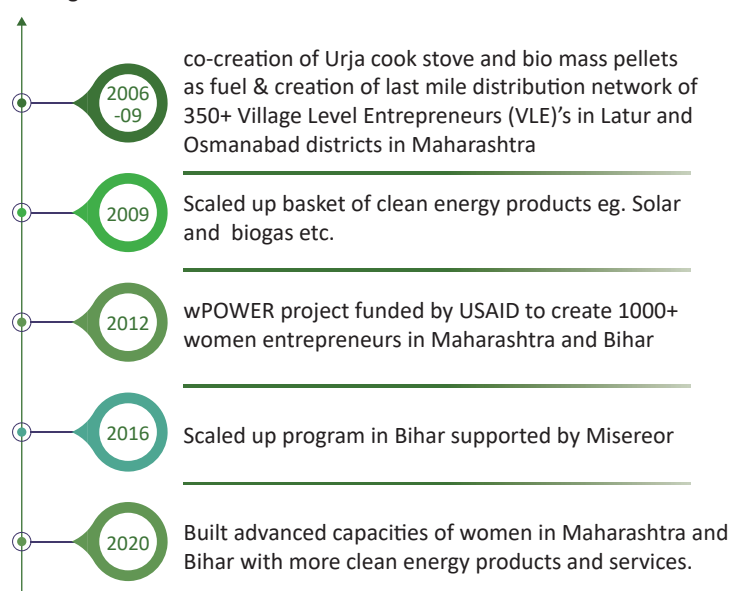 2006
-09
co-creation of Urja cook stove and bio mass pellets
as fuel & creation of last mile distribution network of
350+ Village Level Entrepreneurs (VLE)'s in Latur and
Osmanabad districts in Maharashtra
2009
Scaled up basket of clean energy products eg. Solar
and biogas etc.
2012
wPOWER project funded by USAID to create 1000+
women entrepreneurs in Maharashtra and Bihar
2016
Scaled up program in Bihar supported by Misereor
2020
Built advanced capacities of women in Maharashtra and
Bihar with more clean energy products and services.